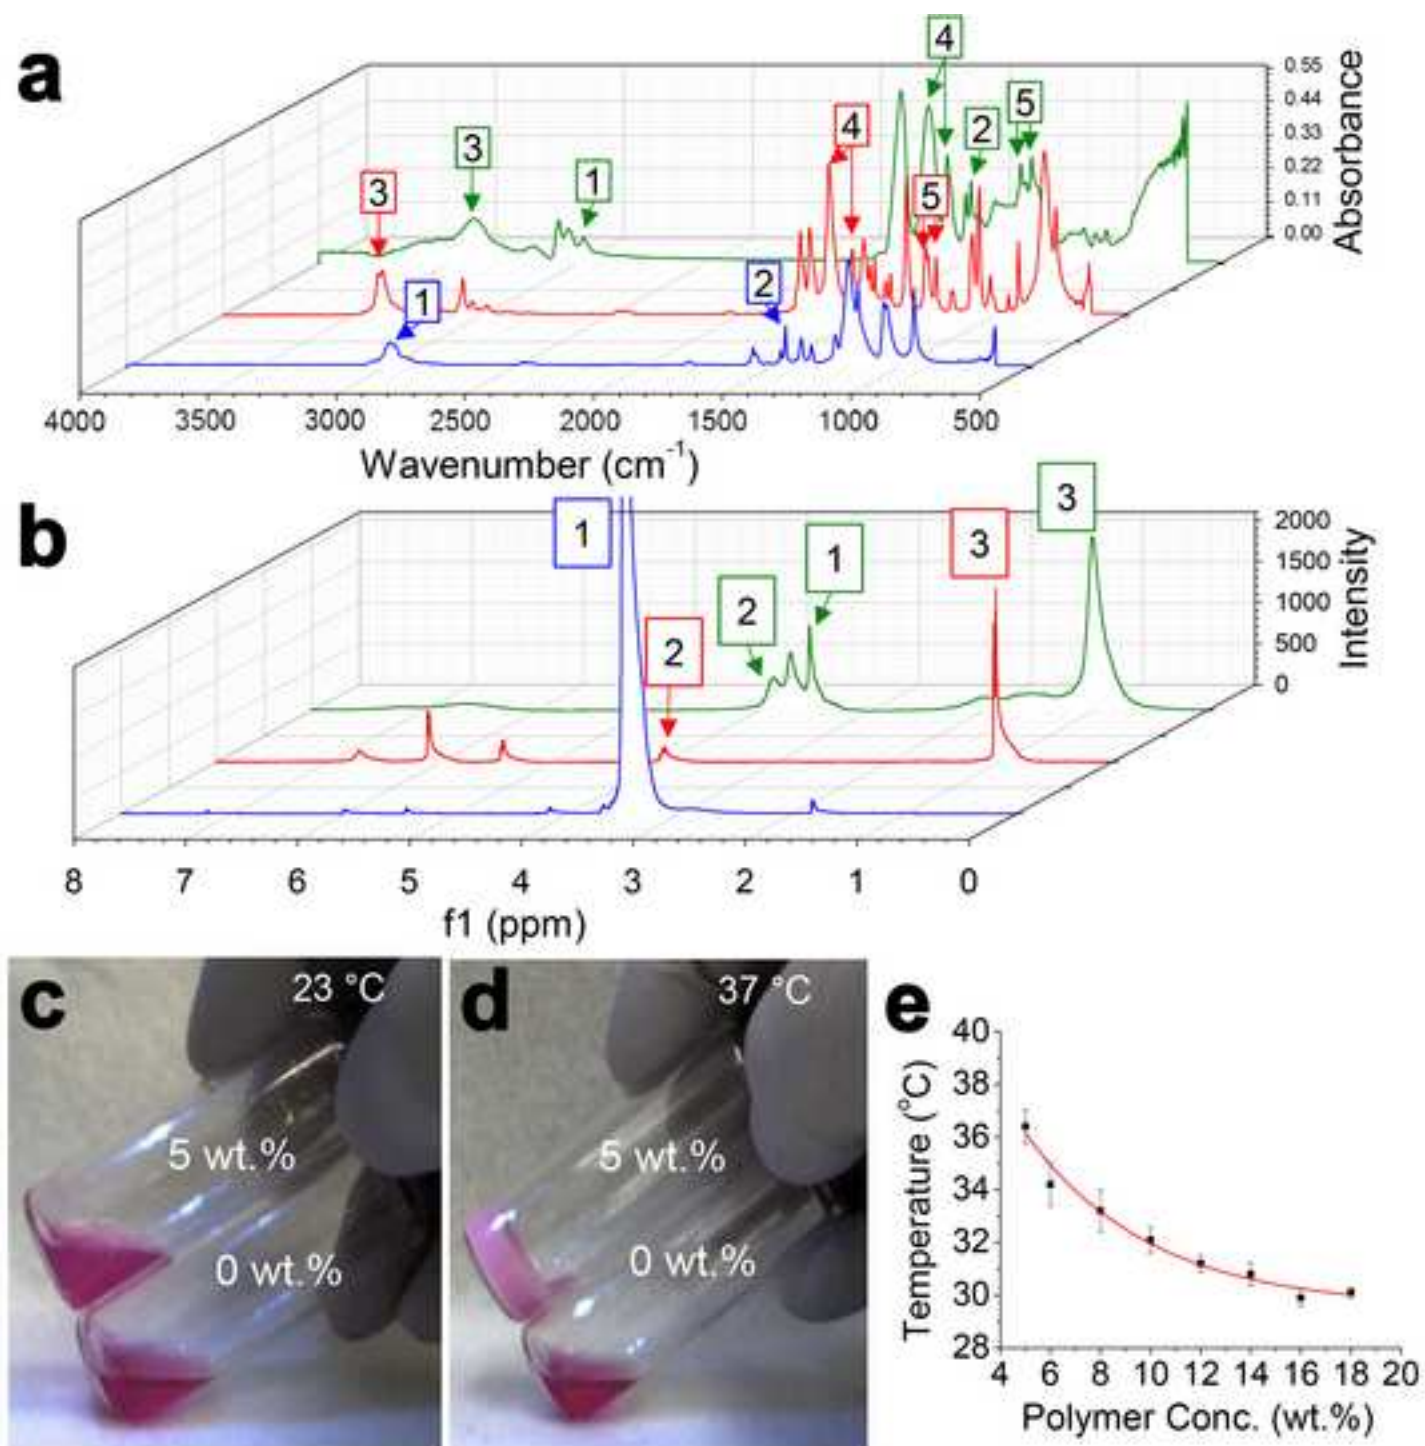 a
4
5
2
4
3
1
3
5
1
2
0.55
0.44
0.33
0.22
0.11
0.00
Absorbance
4000 3500 3000 2500 2000 1500 1000 500
Wavenumber (cm-1)
b
1
3
3
1
2
2
2000
1500
1000
500
0
Intensity
8 7 6 5 4 3 2 1 0
f1 (ppm)
c
23 °C
5 wt.%
0 wt.%
d
37 °C
5 wt.%
0 wt.%
e
40
38
36
34
32
30
28
Temperature (°C)
4 6 8 10 12 14 16 18 20
Polymer Conc. (wt.%)